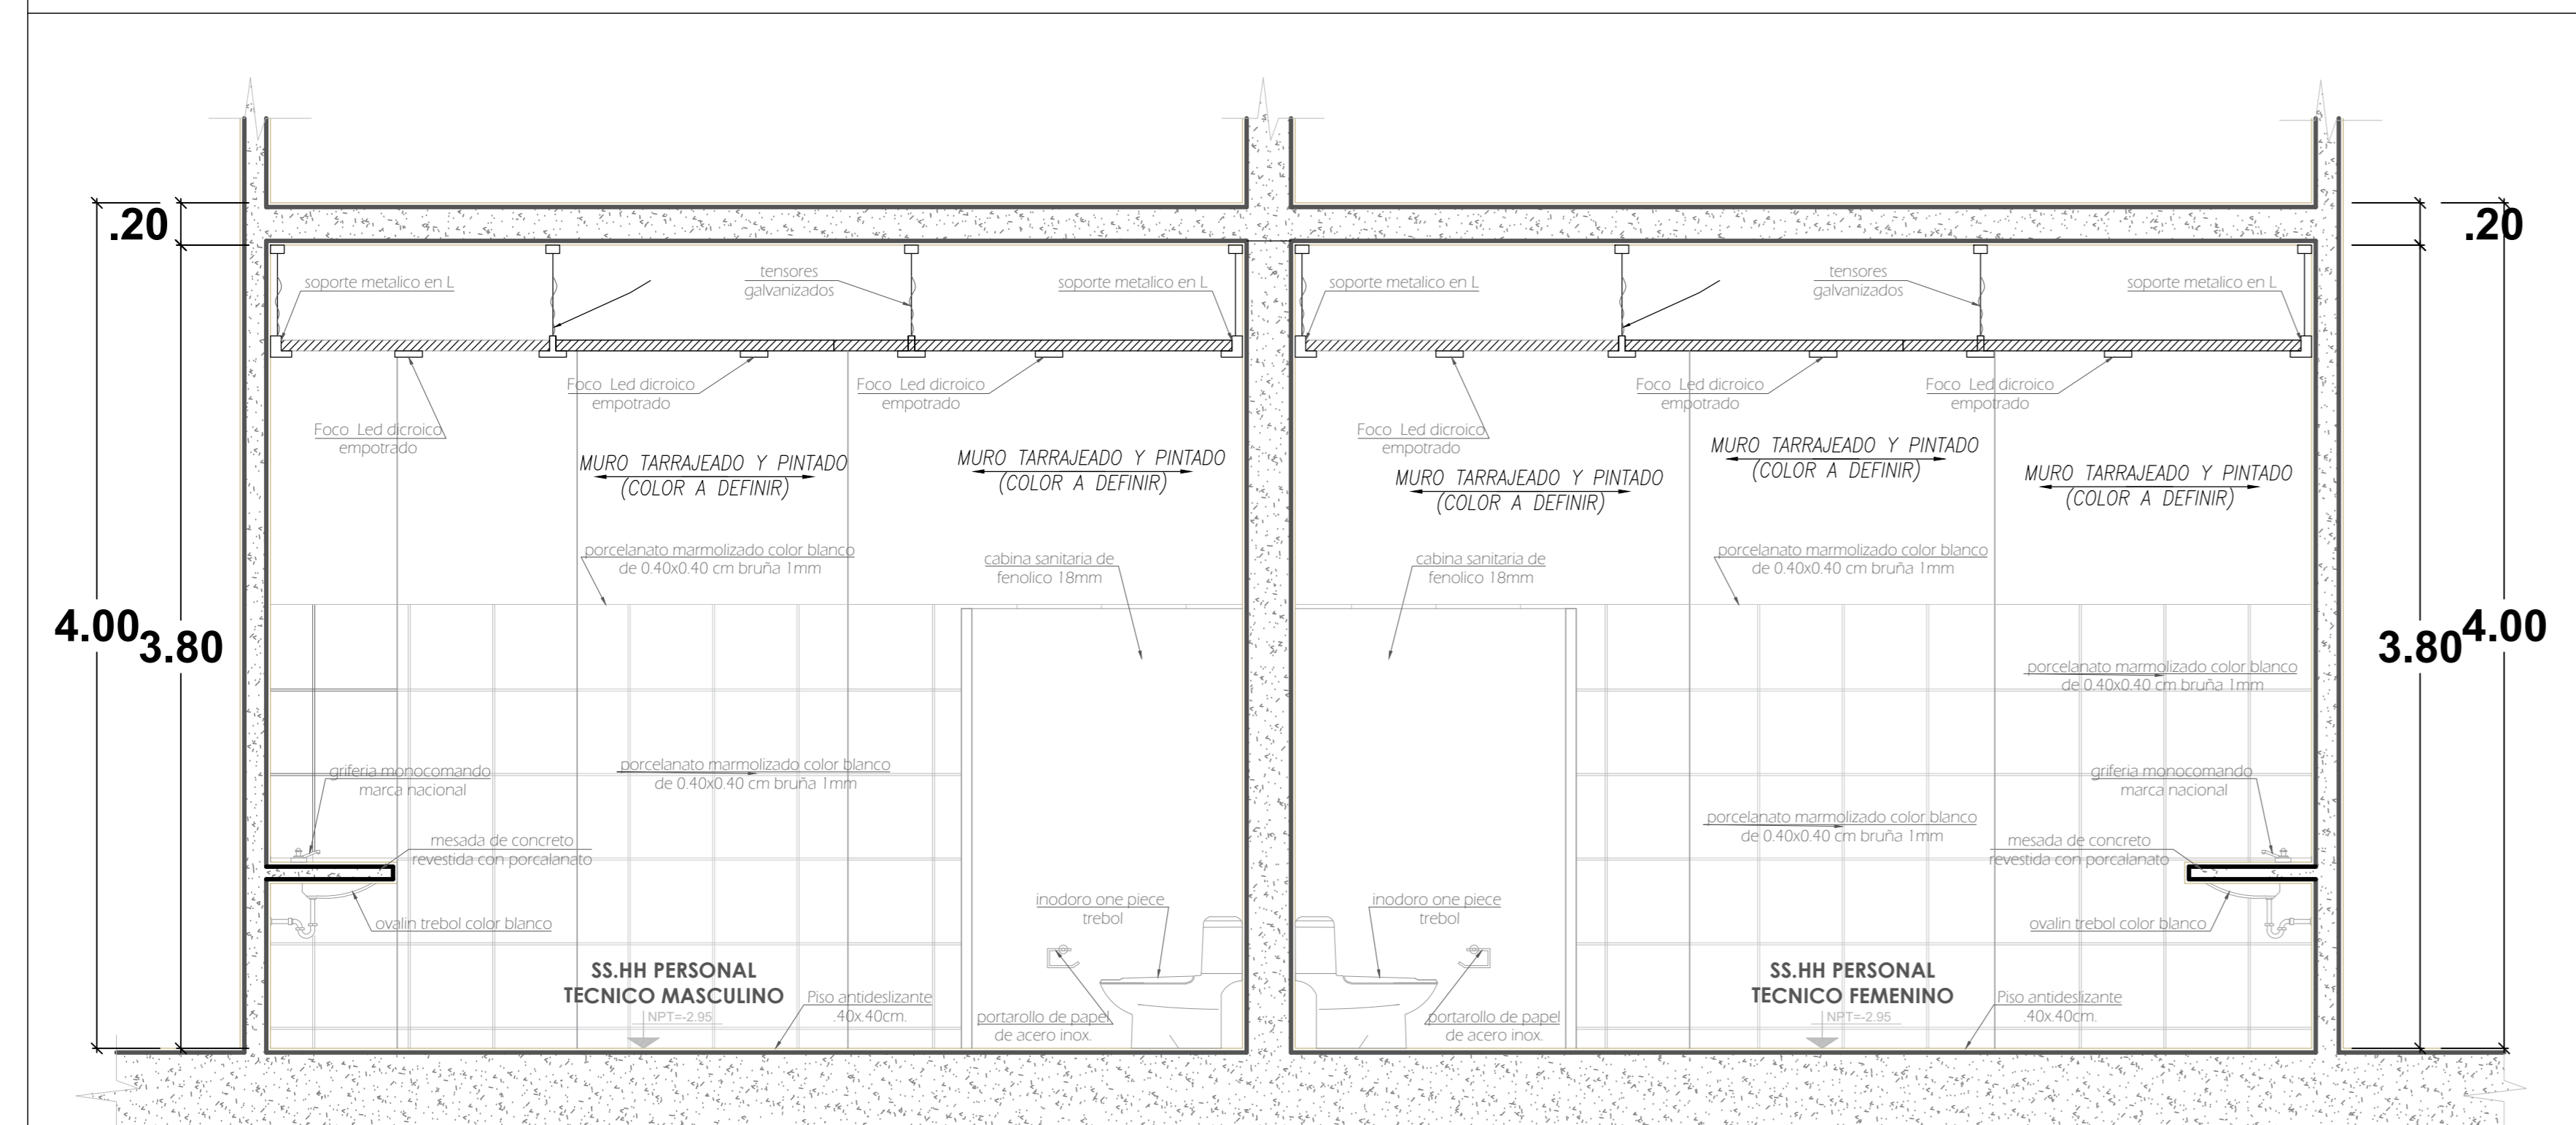 .20
.20
soporte metalico en L
tensores
galvanizados
soporte metalico en L
soporte metalico en L
tensores
galvanizados
soporte metalico en L
Foco Led dicroico
empotrado
Foco Led dicroico
empotrado
Foco Led dicroico
empotrado
Foco Led dicroico
empotrado
Foco Led dicroico
empotrado
Foco Led dicroico
empotrado
MURO TARRAJEADO Y PINTADO
(COLOR A DEFINIR)
MURO TARRAJEADO Y PINTADO
(COLOR A DEFINIR)
MURO TARRAJEADO Y PINTADO
(COLOR A DEFINIR)
MURO TARRAJEADO Y PINTADO
(COLOR A DEFINIR)
MURO TARRAJEADO Y PINTADO
(COLOR A DEFINIR)
porcelanato marmolizado color blanco
de 0.40x0.40 cm bruña 1mm
cabina sanitaria de
fenolico 18mm
cabina sanitaria de
fenolico 18mm
porcelanato marmolizado color blanco
de 0.40x0.40 cm bruña 1mm
4.00
3.80
3.80
4.00
porcelanato marmolizado color blanco
de 0.40x0.40 cm bruña 1mm
griferia monocomando
marca nacional
porcelanato marmolizado color blanco
de 0.40x0.40 cm bruña 1mm
griferia monocomando
marca nacional
mesada de concreto
revestida con porcalanato
porcelanato marmolizado color blanco
de 0.40x0.40 cm bruña 1mm
mesada de concreto
revestida con porcalanato
ovalin trebol color blanco
inodoro one piece
trebol
inodoro one piece
trebol
ovalin trebol color blanco
SS.HH PERSONAL
TECNICO MASCULINO
NPT=-2.95
Piso antideslizante
.40x.40cm.
portarollo de papel
de acero inox.
portarollo de papel
de acero inox.
SS.HH PERSONAL
TECNICO FEMENINO
NPT=-2.95
Piso antideslizante
.40x.40cm.